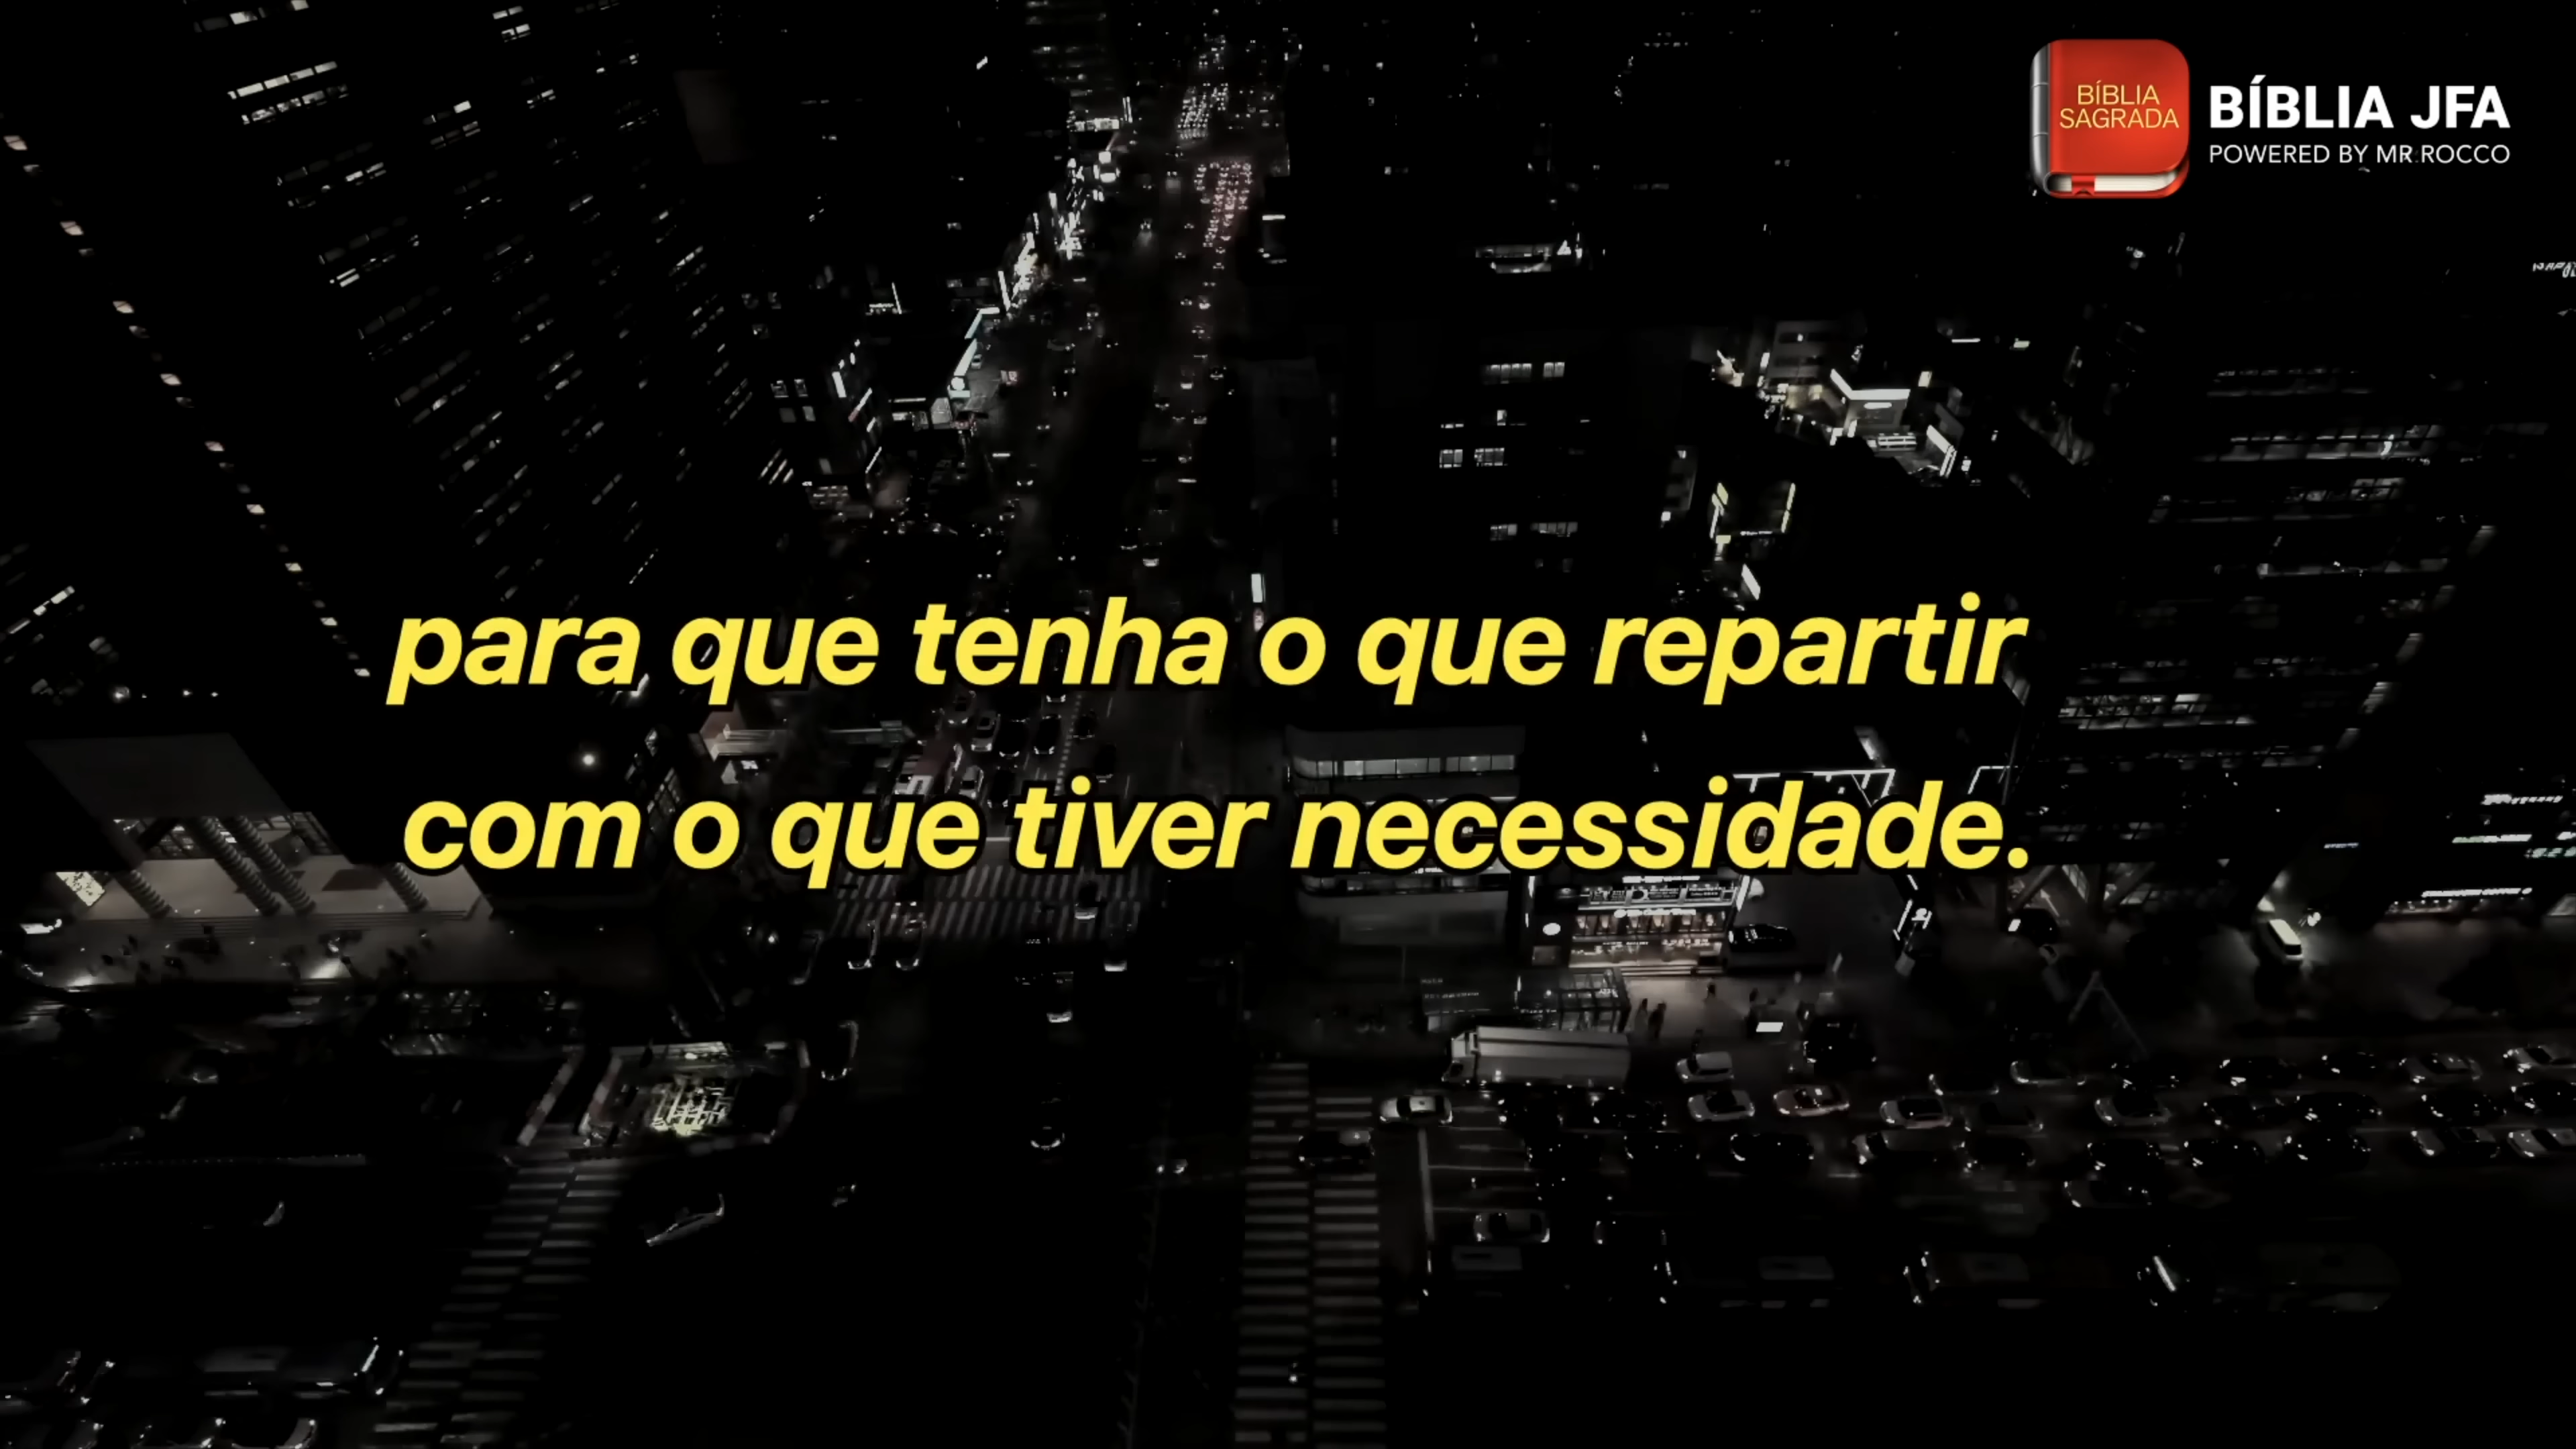 BÍBLIA
SAGRADA
BÍBLIA JFA
POWERED BY MR ROCCO
para que tenha o que repartir
com o que tiver necessidade.